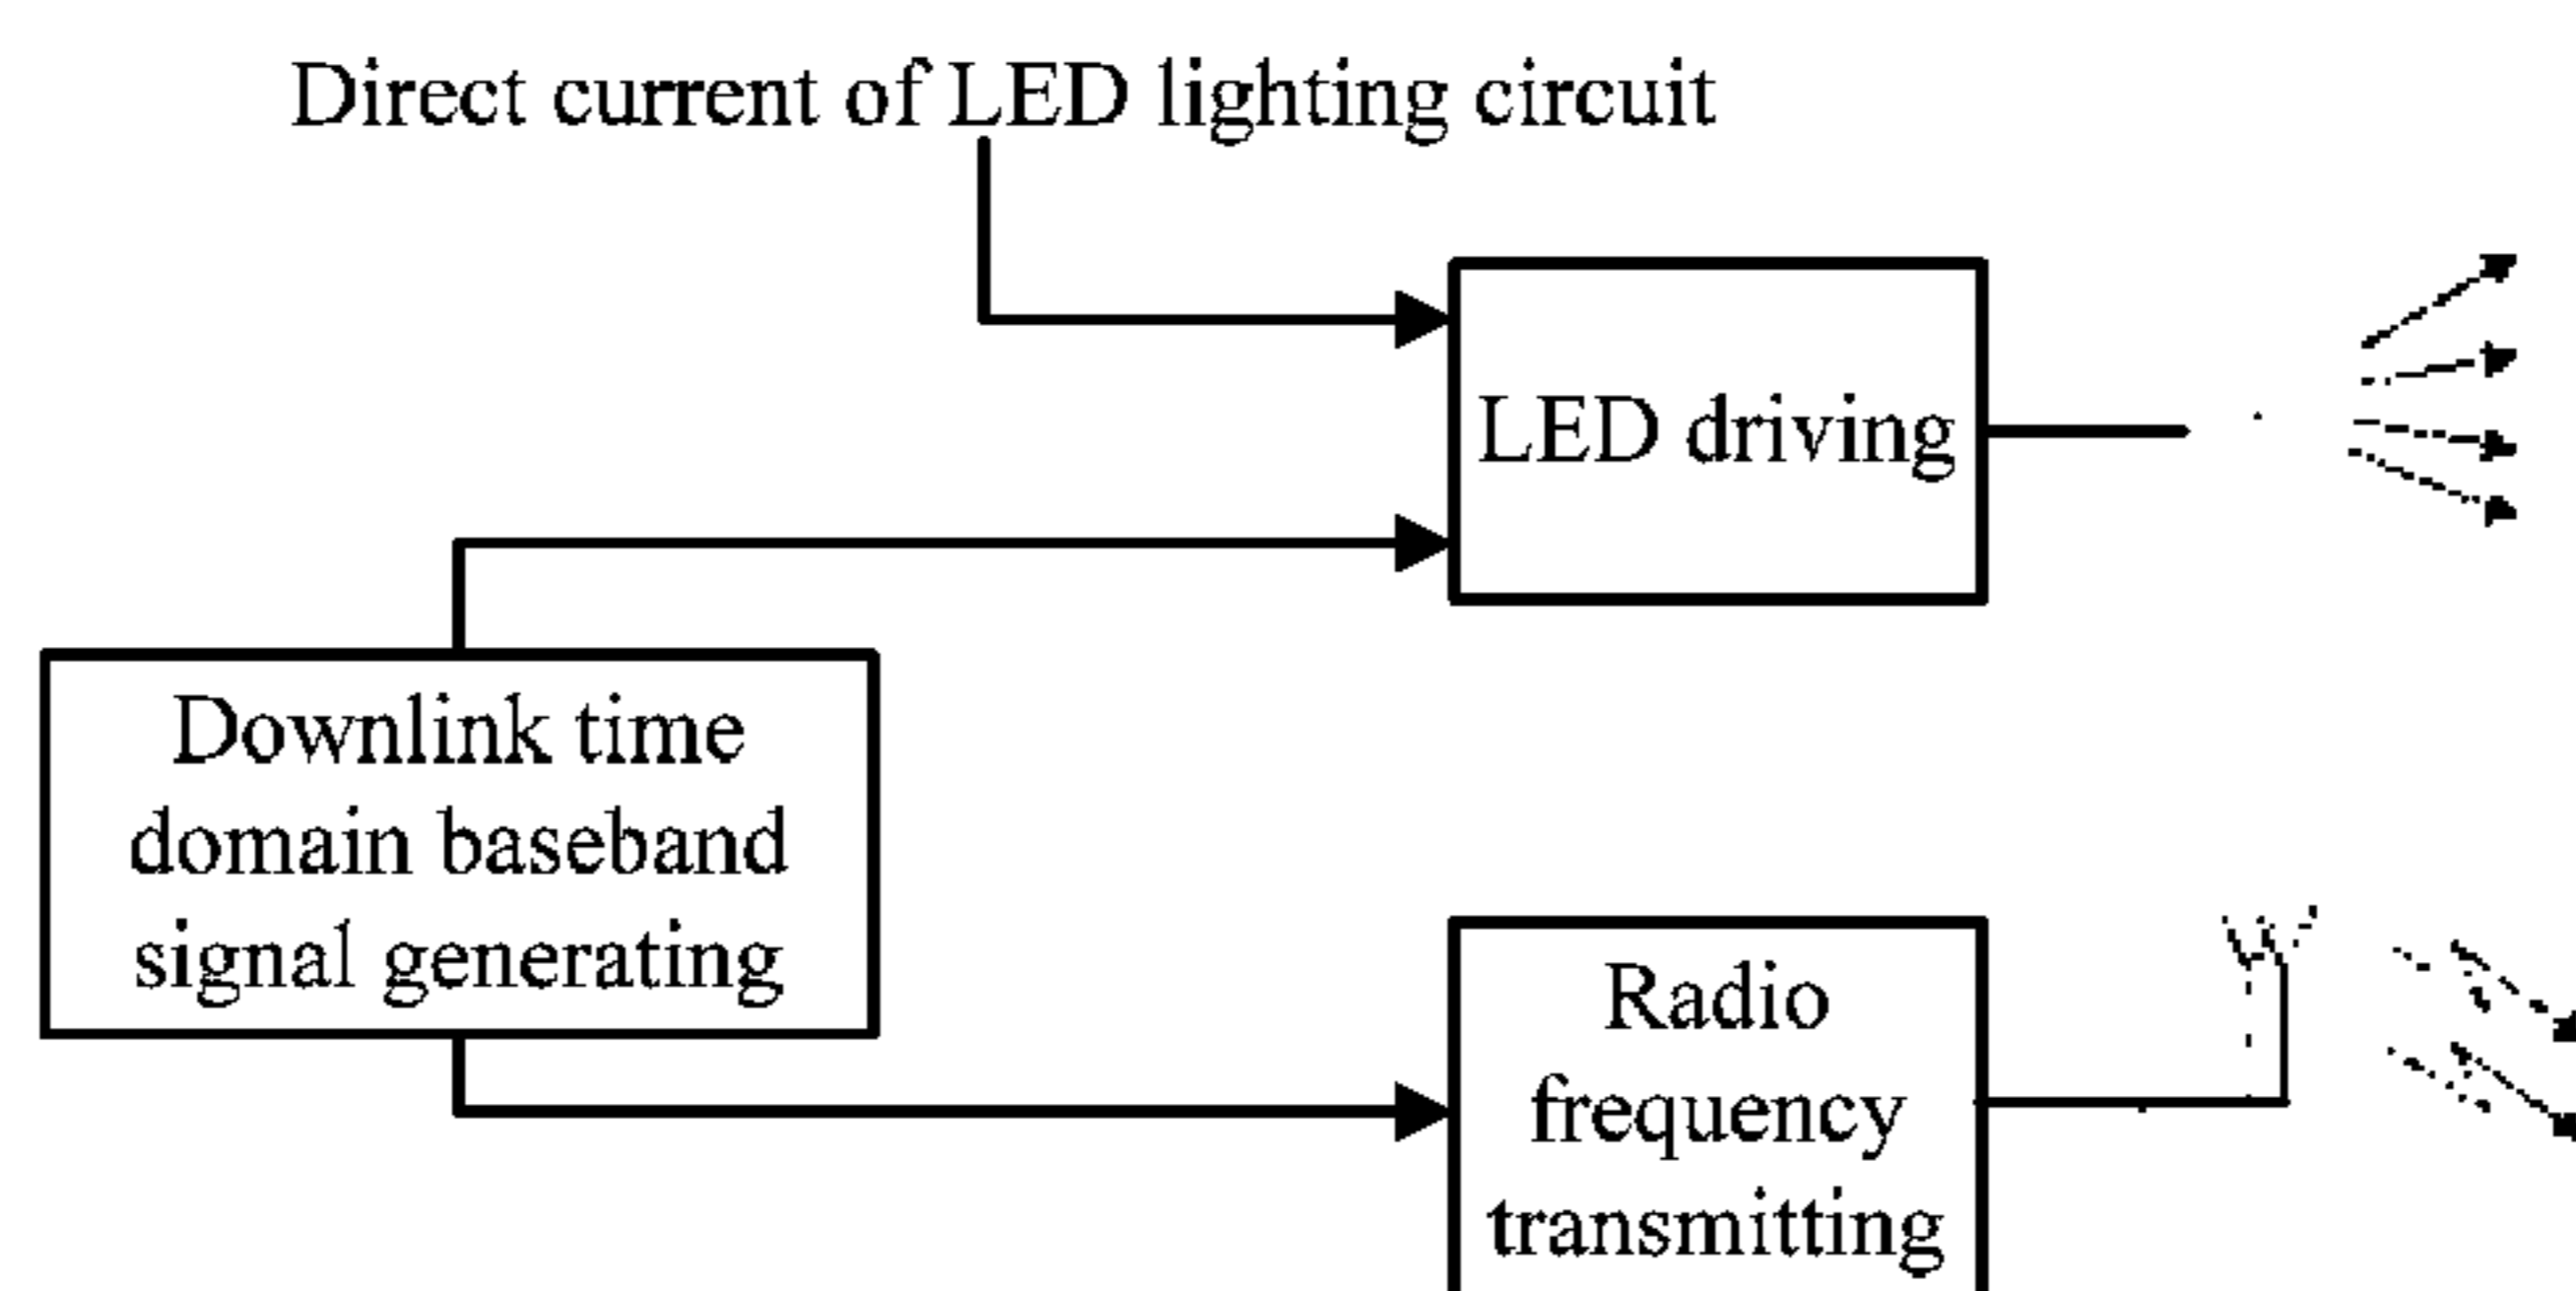 Direct current of LED lighting circuit
LED driving
Downlink time
domain baseband
signal generating
Radio
frequency
transmitting